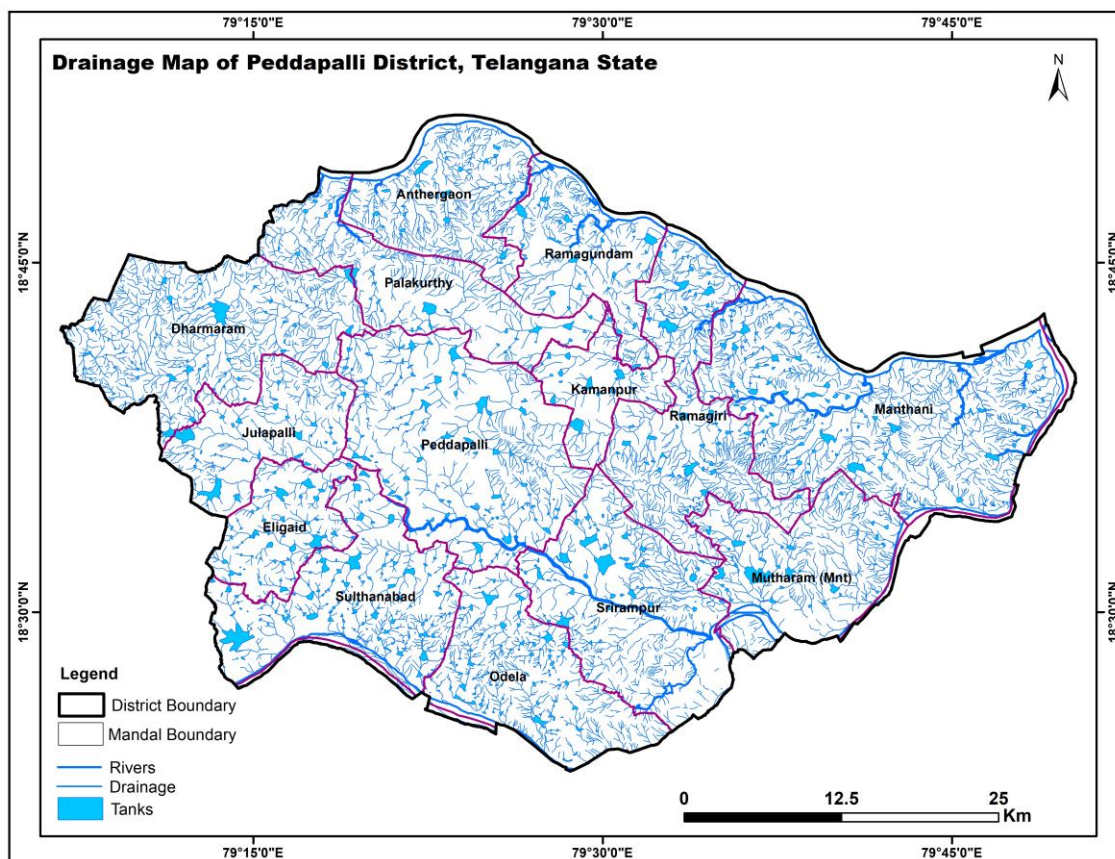 79°15'0"E 79°30'0"E 79°45'0"E
Drainage Map of Peddapalli District, Telangana State
N
Anthergaon
18°45'0"N
Ramagundam
18°45'0"N
Palakurthy
Dharmaram
Kamanpur
Manthani
Ramagiri
Julapalli
Peddapalli
Eligaid
Mutharam (Mnt)
Sulthanabad
Srirampur
18°30'0"N
18°30'0"N
Odela
Legend
District Boundary
Mandal Boundary
Rivers
Drainage
Tanks
0 12.5 25
Km
79°15'0"E 79°30'0"E 79°45'0"E